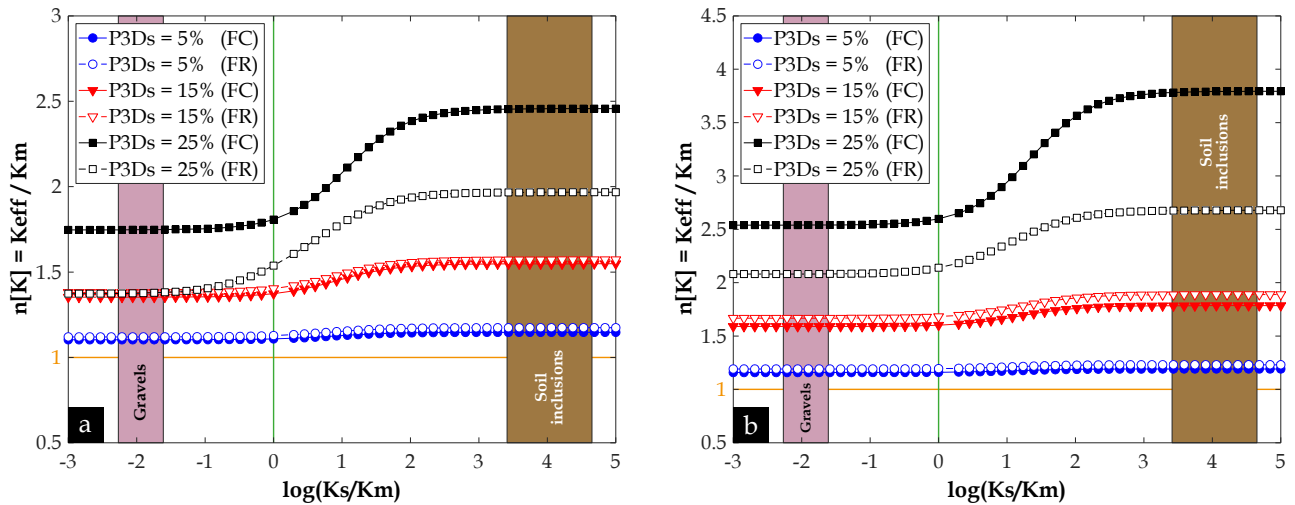 3
2.5
2
1.5
1
0.5
n[K] = Keff / Km
P3Ds = 5% (FC)
P3Ds = 5% (FR)
P3Ds = 15% (FC)
P3Ds = 15% (FR)
P3Ds = 25% (FC)
P3Ds = 25% (FR)
Gravels
Soil
inclusions
a
-3 -2 -1 0 1 2 3 4 5
log(Ks/Km)
4.5
4
3.5
3
2.5
2
1.5
1
0.5
n[K] = Keff / Km
P3Ds = 5% (FC)
P3Ds = 5% (FR)
P3Ds = 15% (FC)
P3Ds = 15% (FR)
P3Ds = 25% (FC)
P3Ds = 25% (FR)
Gravels
Soil
inclusions
b
-3 -2 -1 0 1 2 3 4 5
log(Ks/Km)